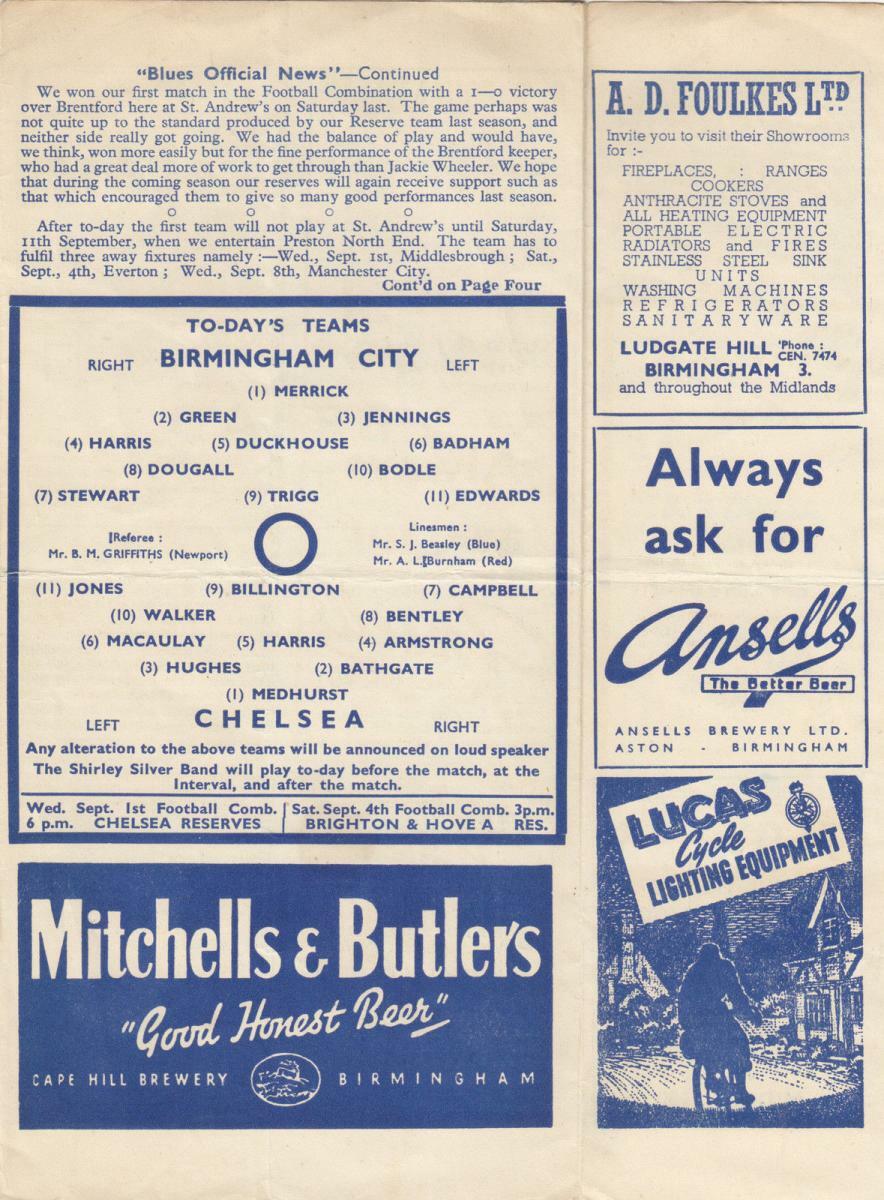 "Blues Official News"—Continued
We won our first match in the Football Combination with a 1—0 victory
over Brentford here at St. Andrew's on Saturday last. The game perhaps was
not quite up to the standard produced by our Reserve team last season, and
neither side really got going. We had the balance of play and would have,
we think, won more easily but for the fine performance of the Brentford keeper,
who had a great deal more of work to get through than Jackie Wheeler. We hope
that during the coming season our reserves will again receive support such as
that which encouraged them to give so many good performances last season.
o o o o
After to-day the first team will not play at St. Andrew's until Saturday,
11th September, when we entertain Preston North End. The team has to
fulfil three away fixtures namely :—Wed., Sept. 1st, Middlesbrough ; Sat.,
Sept., 4th, Everton ; Wed., Sept. 8th, Manchester City.
Cont'd on Page Four
TO-DAY'S TEAMS
RIGHT BIRMINGHAM CITY LEFT
(1) MERRICK
(2) GREEN (3) JENNINGS
(4) HARRIS (5) DUCKHOUSE (6) BADHAM
(8) DOUGALL (10) BODLE
(7) STEWART (9) TRIGG (11) EDWARDS
Referee :
Mr. B. M. GRIFFITHS (Newport)
Linesmen :
Mr. S. J. Beasley (Blue)
Mr. A. L. Burnham (Red)
(11) JONES (9) BILLINGTON (7) CAMPBELL
(10) WALKER (8) BENTLEY
(6) MACAULAY (5) HARRIS (4) ARMSTRONG
(3) HUGHES (2) BATHGATE
(1) MEDHURST
LEFT CHELSEA RIGHT
Any alteration to the above teams will be announced on loud speaker
The Shirley Silver Band will play to-day before the match, at the
Interval, and after the match.
Wed. Sept. 1st Football Comb.
6 p.m. CHELSEA RESERVES
Sat. Sept. 4th Football Comb. 3p.m.
BRIGHTON & HOVE A RES.
Mitchells & Butlers
"Good Honest Beer"
CAPE HILL BREWERY BIRMINGHAM
A. D. FOULKES LTD.
Invite you to visit their Showrooms
for :-
FIREPLACES, : RANGES
COOKERS
ANTHRACITE STOVES and
ALL HEATING EQUIPMENT
PORTABLE ELECTRIC
RADIATORS and FIRES
STAINLESS STEEL SINK
UNITS
WASHING MACHINES
REFRIGERATORS
SANITARYWARE
LUDGATE HILL 'Phone : CEN. 7474
BIRMINGHAM 3.
and throughout the Midlands
Always
ask for
Ansells
The Better Beer
ANSELLS BREWERY LTD.
ASTON - BIRMINGHAM
LUCAS
Cycle
LIGHTING EQUIPMENT